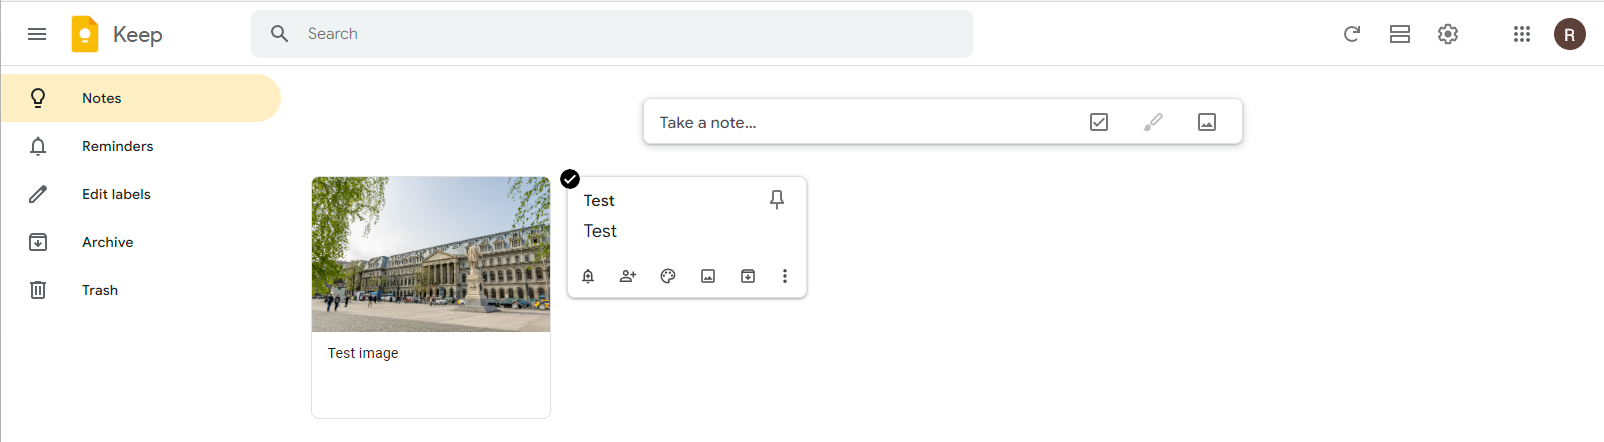 Keep
Search
R
Notes
Reminders
Edit labels
Archive
Trash
Take a note...
Test image
Test
Test